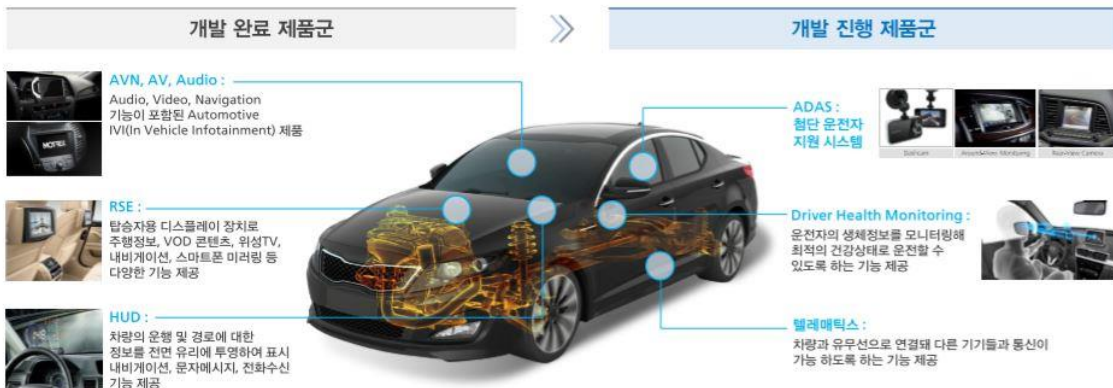 개발 완료 제품군
개발 진행 제품군
AVN, AV, Audio :
Audio, Video, Navigation
기능이 포함된 Automotive
IVI(In Vehicle Infotainment) 제품
RSE :
탑승자용 디스플레이 장치로
주행정보, VOD 콘텐츠, 위성TV,
내비게이션, 스마트폰 미러링 등
다양한 기능 제공
HUD :
차량의 운행 및 경로에 대한
정보를 전면 유리에 투영하여 표시
내비게이션, 문자메시지, 전화수신
기능 제공
ADAS :
첨단 운전자
지원 시스템
Dashcam
Around-View Monitoring
Rear-View Camera
Driver Health Monitoring :
운전자의 생체정보를 모니터링해
최적의 건강상태로 운전할 수
있도록 하는 기능 제공
텔레매틱스 :
차량과 유무선으로 연결돼 다른 기기들과 통신이
가능 하도록 하는 기능 제공